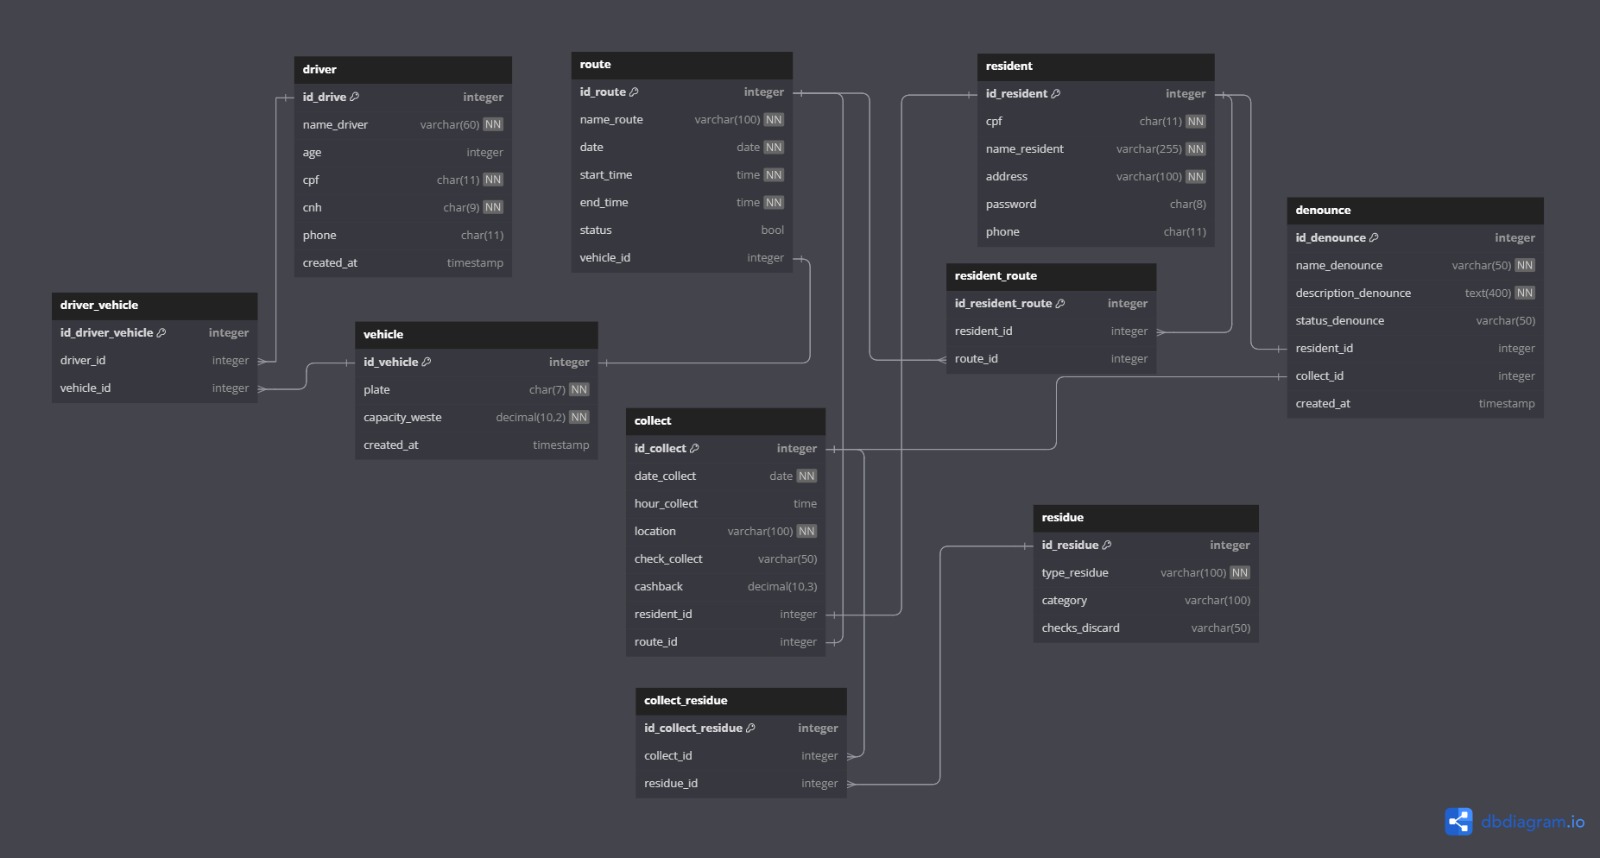 driver
id_drive integer
name_driver varchar(60) NN
age integer
cpf char(11) NN
cnh char(9) NN
phone char(11)
created_at timestamp
route
id_route integer
name_route varchar(100) NN
date date NN
start_time time NN
end_time time NN
status bool
vehicle_id integer
resident
id_resident integer
cpf char(11) NN
name_resident varchar(255) NN
address varchar(100) NN
password char(8)
phone char(11)
denounce
id_denounce integer
name_denounce varchar(50) NN
description_denounce text(400) NN
status_denounce varchar(50)
resident_id integer
collect_id integer
created_at timestamp
resident_route
id_resident_route integer
resident_id integer
route_id integer
driver_vehicle
id_driver_vehicle integer
driver_id integer
vehicle_id integer
vehicle
id_vehicle integer
plate char(7) NN
capacity_weste decimal(10,2) NN
created_at timestamp
collect
id_collect integer
date_collect date NN
hour_collect time
location varchar(100) NN
check_collect varchar(50)
cashback decimal(10,3)
resident_id integer
route_id integer
residue
id_residue integer
type_residue varchar(100) NN
category varchar(100)
checks_discard varchar(50)
collect_residue
id_collect_residue integer
collect_id integer
residue_id integer
dbdiagram.io